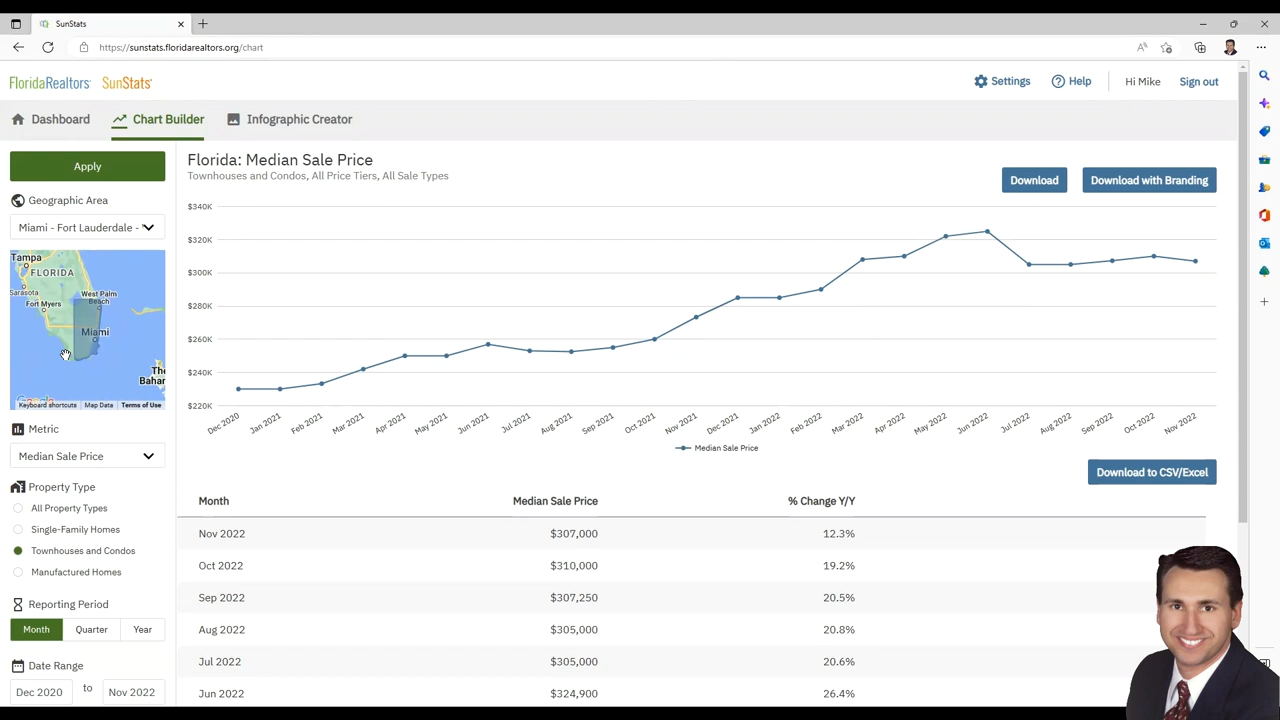 SunStats
https://sunstats.floridarealtors.org/chart
FloridaRealtors SunStats
Settings
Help
Hi Mike
Sign out
Dashboard
Chart Builder
Infographic Creator
Apply
Geographic Area
Miami - Fort Lauderdale -
Tampa
FLORIDA
Sarasota
Fort Myers
West Palm
Beach
Miami
The
Bahar
Google
Keyboard shortcuts
Map Data
Terms of Use
Metric
Median Sale Price
Property Type
All Property Types
Single-Family Homes
Townhouses and Condos
Manufactured Homes
Reporting Period
Month Quarter Year
Date Range
Dec 2020 to Nov 2022
Florida: Median Sale Price
Townhouses and Condos, All Price Tiers, All Sale Types
Download
Download with Branding
$340K
$320K
$300K
$280K
$260K
$240K
$220K
Dec 2020 Jan 2021 Feb 2021 Mar 2021 Apr 2021 May 2021 Jun 2021 Jul 2021 Aug 2021 Sep 2021 Oct 2021 Nov 2021 Dec 2021 Jan 2022 Feb 2022 Mar 2022 Apr 2022 May 2022 Jun 2022 Jul 2022 Aug 2022 Sep 2022 Oct 2022 Nov 2022
Median Sale Price
Download to CSV/Excel
Month Median Sale Price % Change Y/Y
Nov 2022 $307,000 12.3%
Oct 2022 $310,000 19.2%
Sep 2022 $307,250 20.5%
Aug 2022 $305,000 20.8%
Jul 2022 $305,000 20.6%
Jun 2022 $324,900 26.4%